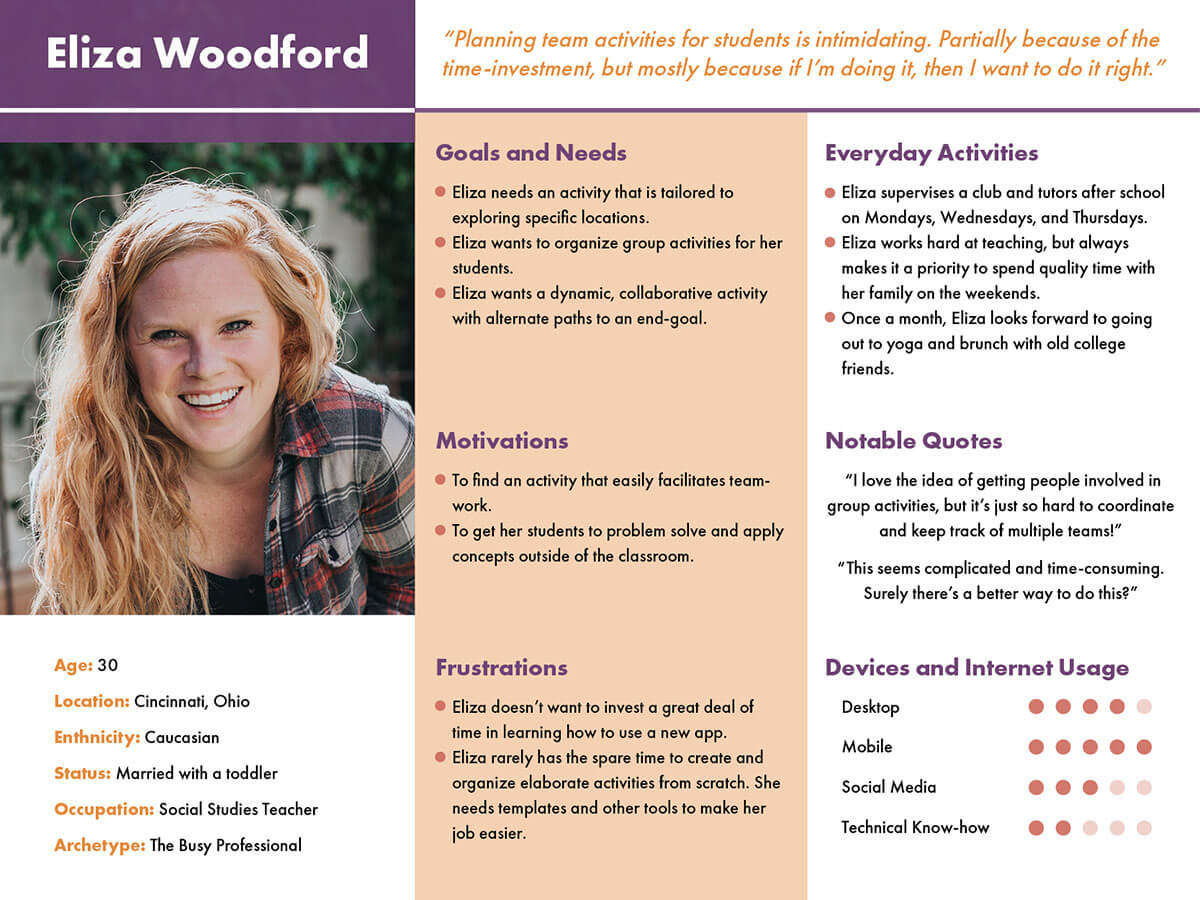 Eliza Woodford
“Planning team activities for students is intimidating. Partially because of the
time-investment, but mostly because if I’m doing it, then I want to do it right.”
Age: 30
Location: Cincinnati, Ohio
Enthnicity: Caucasian
Status: Married with a toddler
Occupation: Social Studies Teacher
Archetype: The Busy Professional
Goals and Needs
Eliza needs an activity that is tailored to
exploring specific locations.
Eliza wants to organize group activities for her
students.
Eliza wants a dynamic, collaborative activity
with alternate paths to an end-goal.
Motivations
To find an activity that easily facilitates team-
work.
To get her students to problem solve and apply
concepts outside of the classroom.
Frustrations
Eliza doesn’t want to invest a great deal of
time in learning how to use a new app.
Eliza rarely has the spare time to create and
organize elaborate activities from scratch. She
needs templates and other tools to make her
job easier.
Everyday Activities
Eliza supervises a club and tutors after school
on Mondays, Wednesdays, and Thursdays.
Eliza works hard at teaching, but always
makes it a priority to spend quality time with
her family on the weekends.
Once a month, Eliza looks forward to going
out to yoga and brunch with old college
friends.
Notable Quotes
“I love the idea of getting people involved in
group activities, but it’s just so hard to coordinate
and keep track of multiple teams!”
“This seems complicated and time-consuming.
Surely there’s a better way to do this?”
Devices and Internet Usage
Desktop
Mobile
Social Media
Technical Know-how